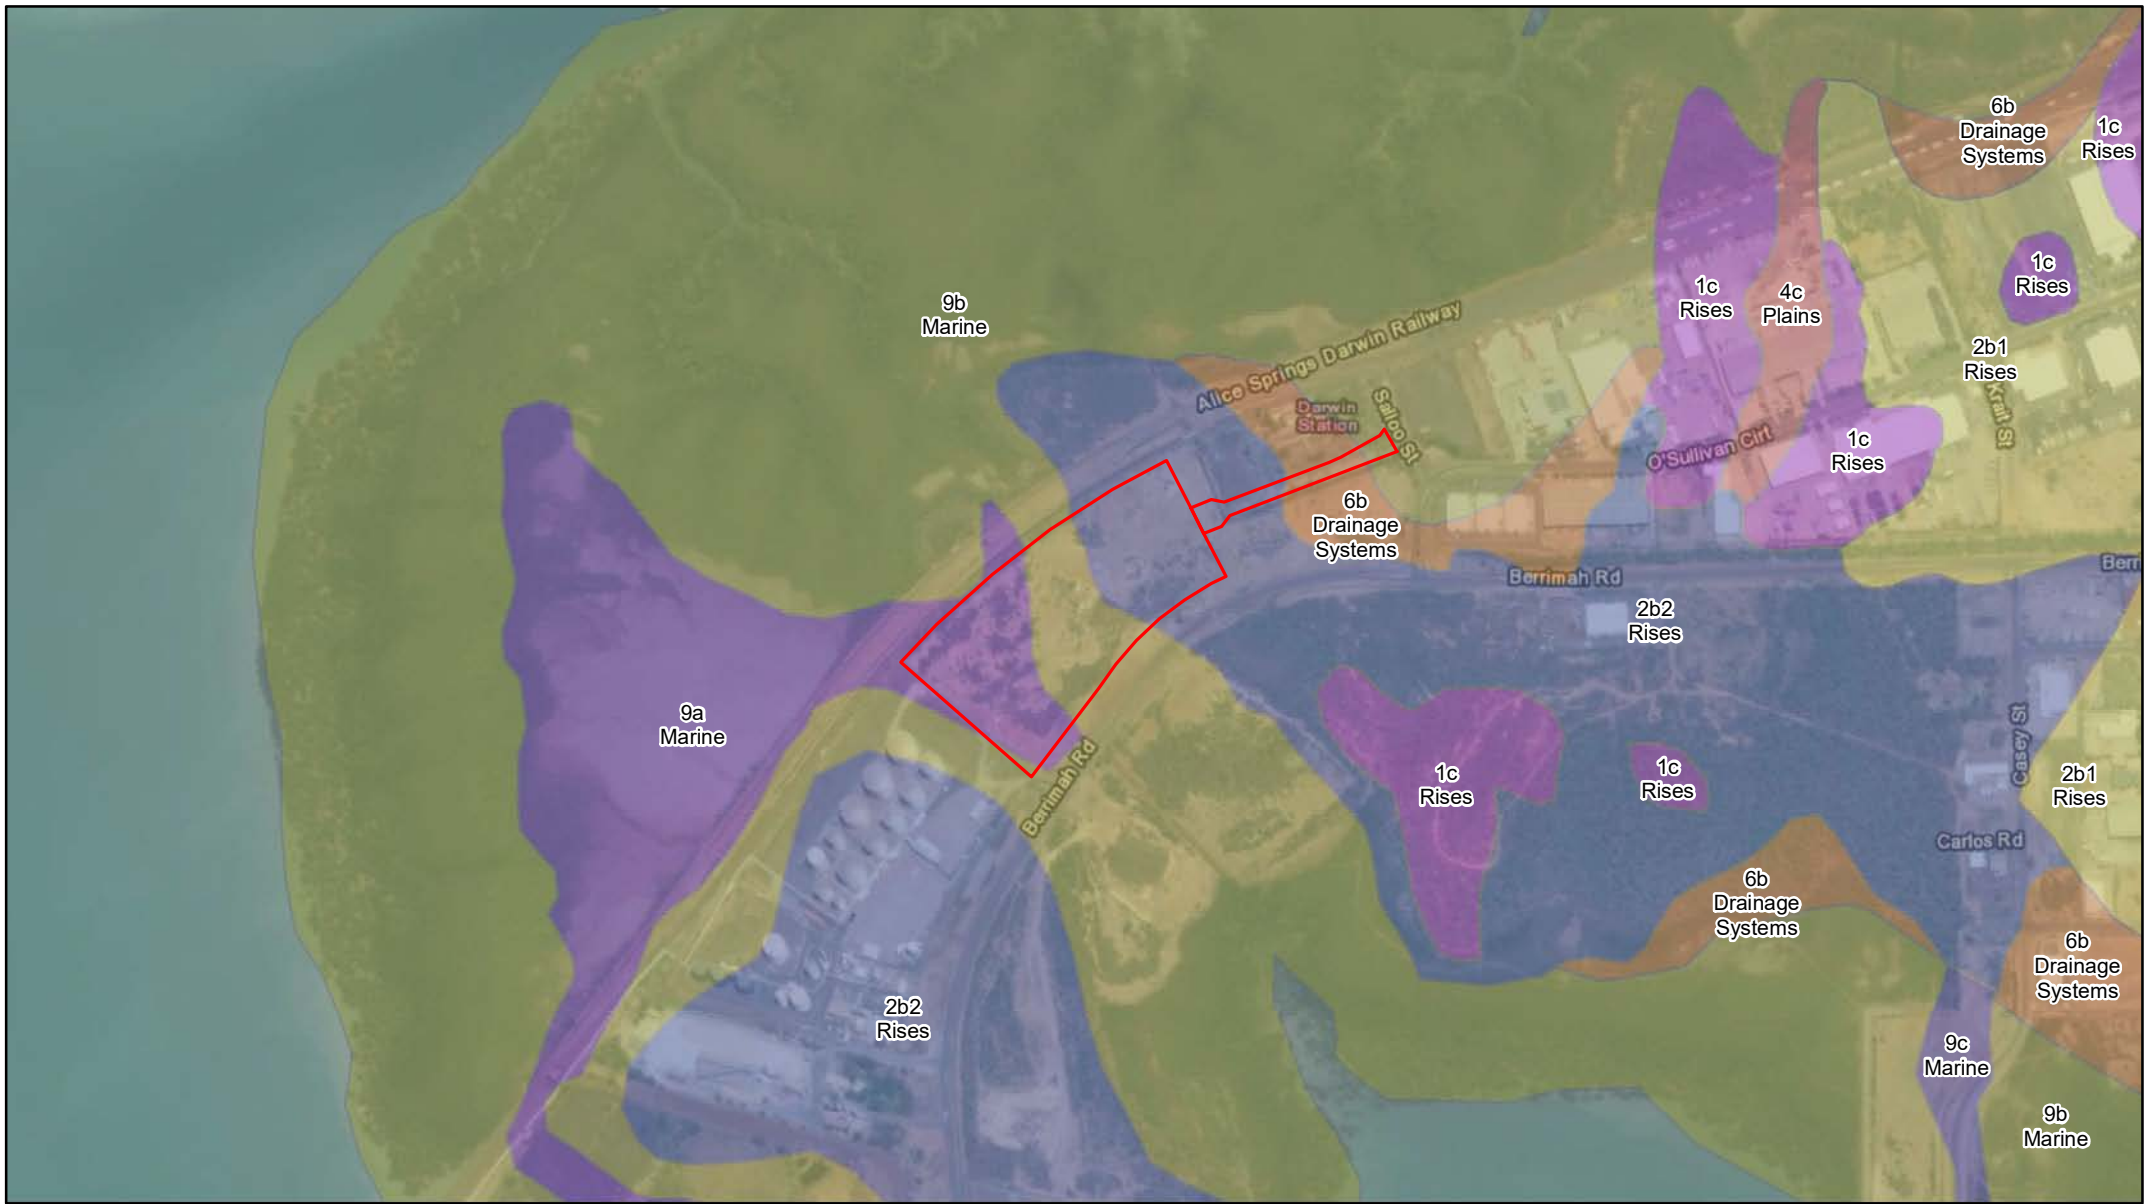 6b
Drainage
Systems
1c
Rises
1c
Rises
1c
Rises
4c
Plains
9b
Marine
Alice Springs Darwin Railway
2b1
Rises
Krait St
Darwin
Station
Salloo St
O'Sullivan Cirt
1c
Rises
6b
Drainage
Systems
Berrimah Rd
Berr
2b2
Rises
9a
Marine
Berrimah Rd
1c
Rises
1c
Rises
Casey St
2b1
Rises
Carlos Rd
6b
Drainage
Systems
6b
Drainage
Systems
2b2
Rises
9c
Marine
9b
Marine